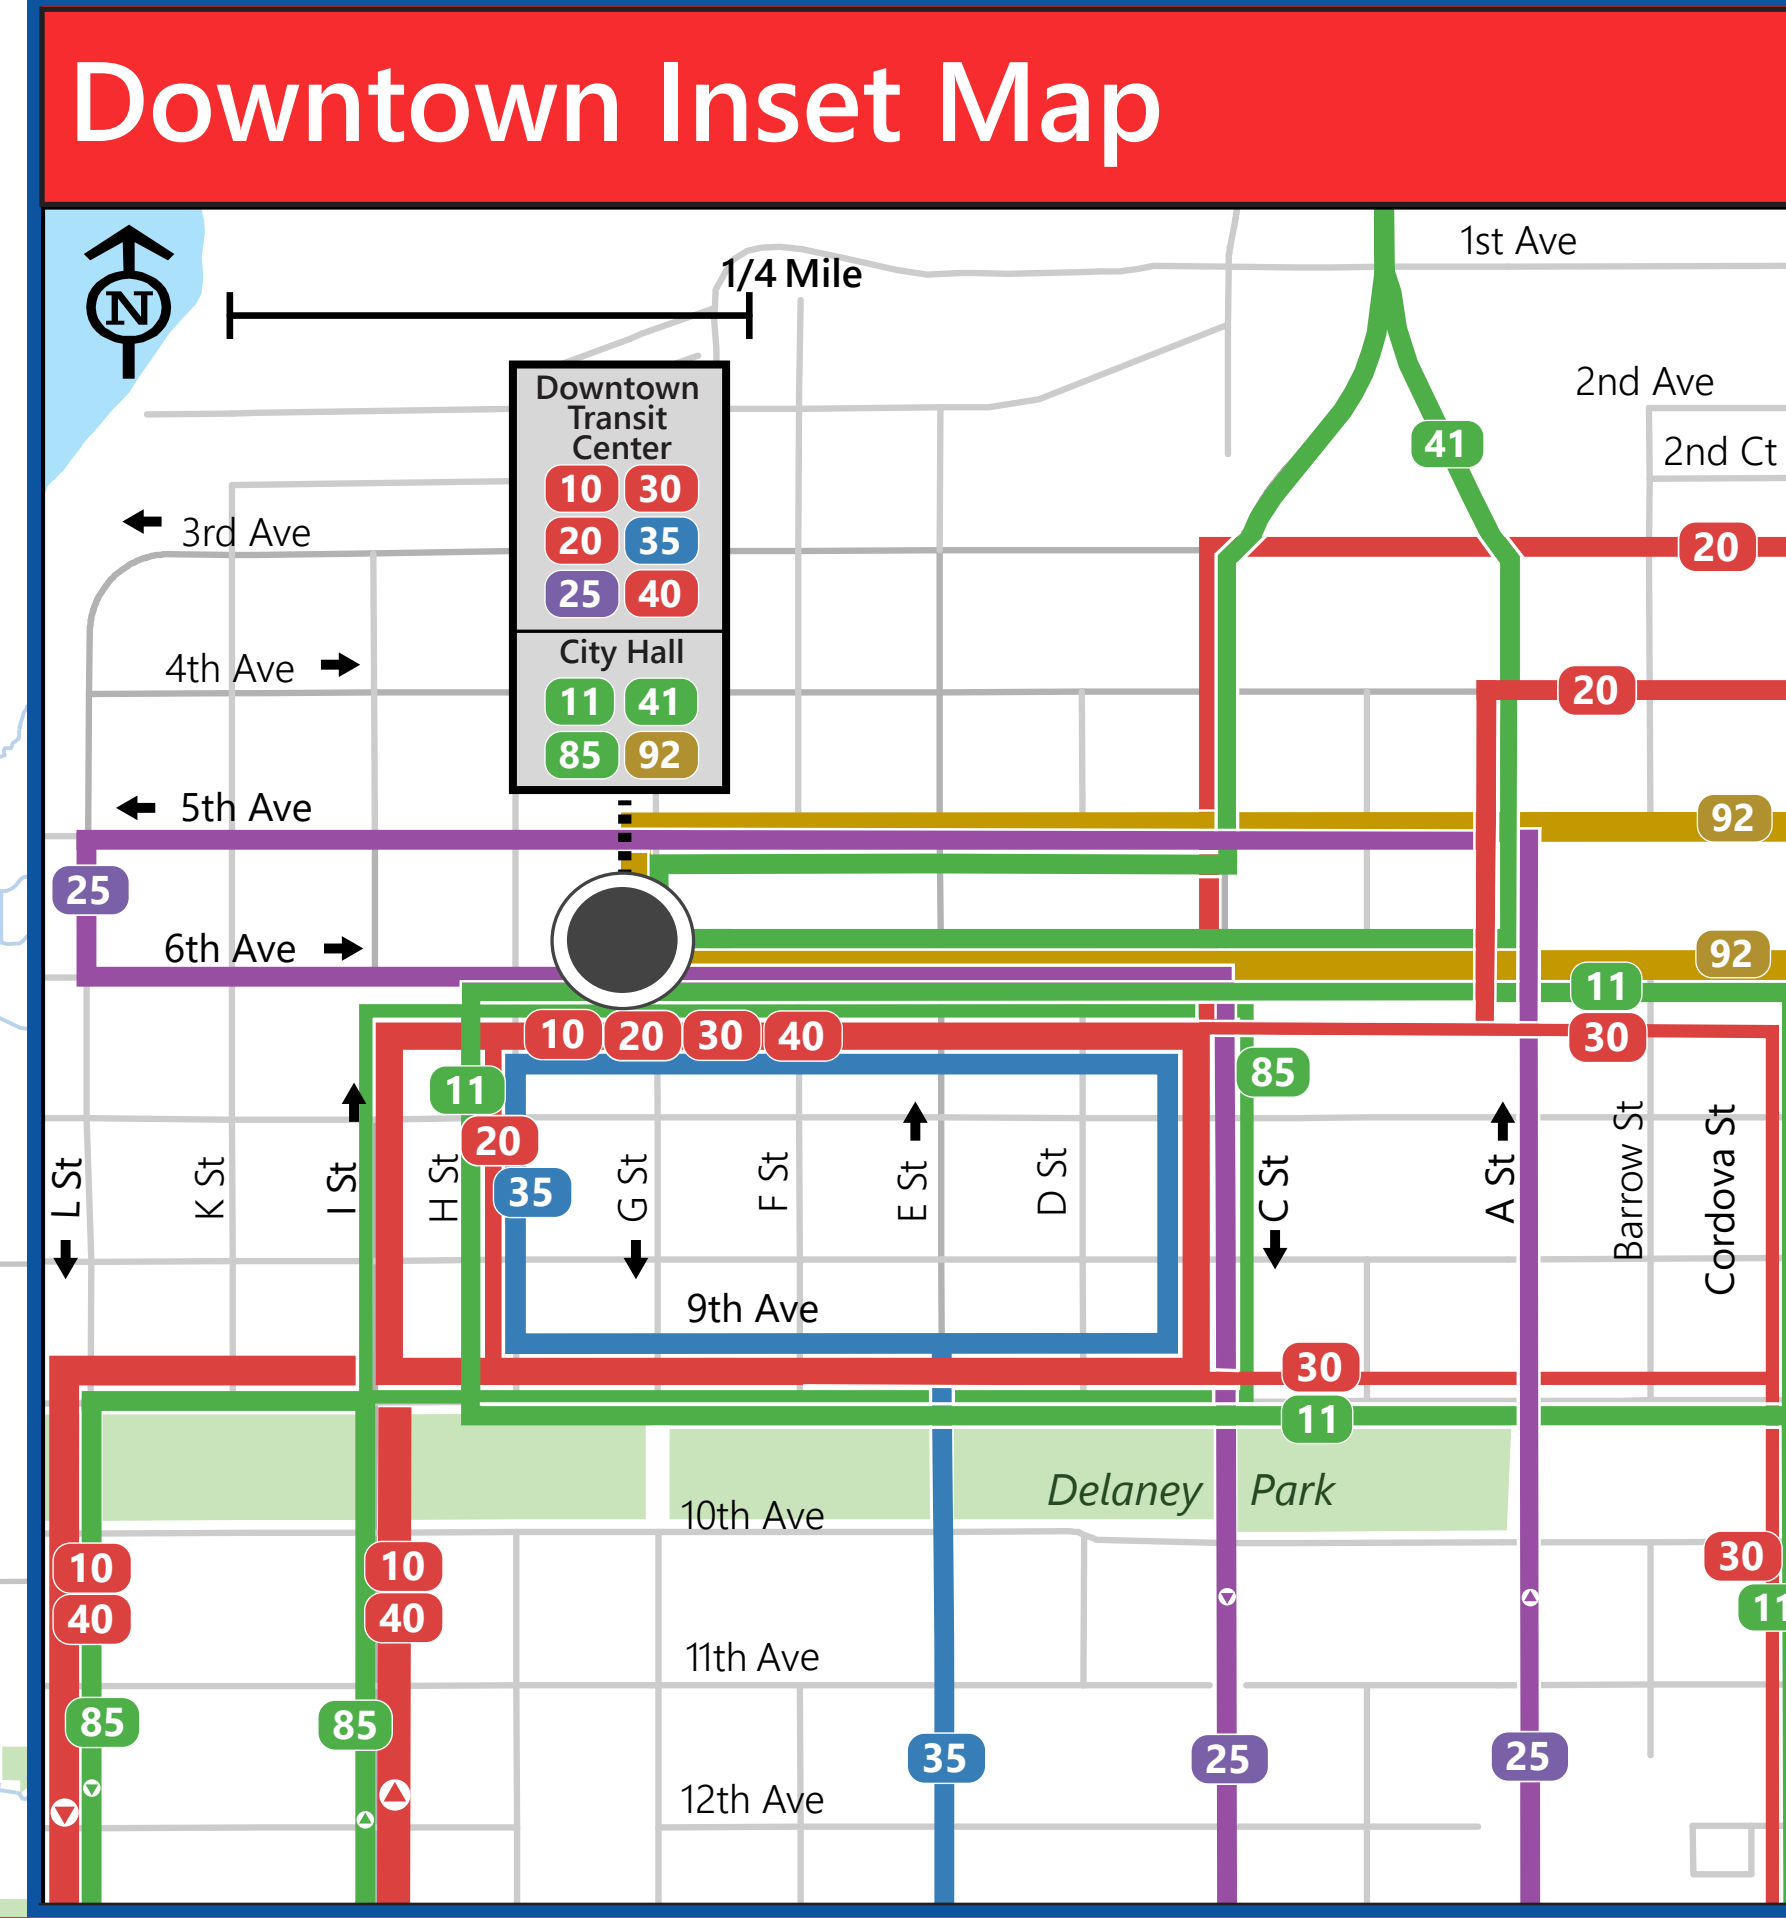 Downtown Inset Map
N
1/4 Mile
1st Ave
2nd Ave
2nd Ct
41
Downtown
Transit
Center
10 30
20 35
25 40
City Hall
11 41
85 92
3rd Ave
20
4th Ave
20
5th Ave
92
25
6th Ave
92
11
10 20 30 40
30
11
85
20
35
L St
K St
I St
H St
G St
F St
E St
D St
C St
A St
Barrow St
Cordova St
9th Ave
30
11
Delaney Park
10th Ave
10
40
10
40
30
11
11th Ave
85
85
35
25
25
12th Ave